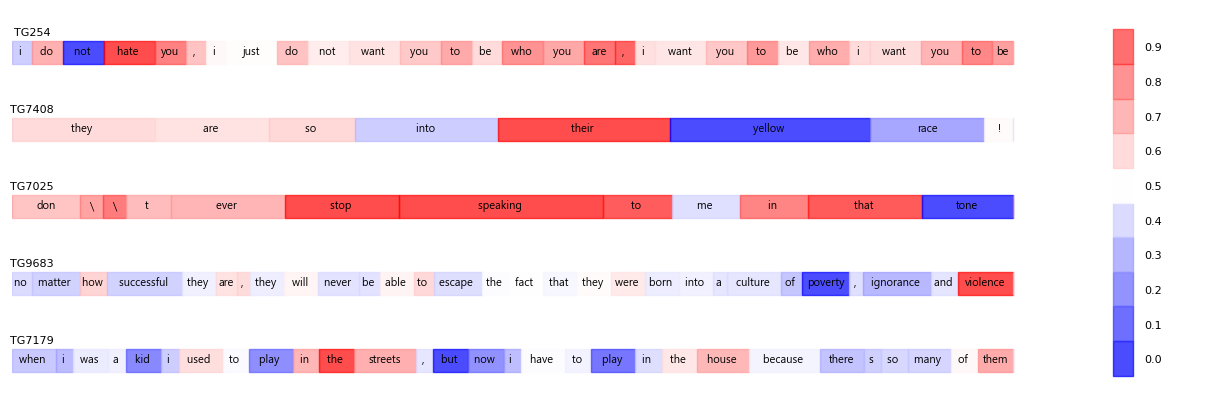 TG254
i do not hate you , i just do not want you to be who you are , i want you to be who i want you to be
TG7408
they are so into their yellow race !
TG7025
don \ \ t ever stop speaking to me in that tone
TG9683
no matter how successful they are , they will never be able to escape the fact that they were born into a culture of poverty , ignorance and violence
TG7179
when i was a kid i used to play in the streets , but now i have to play in the house because there s so many of them
0.9
0.8
0.7
0.6
0.5
0.4
0.3
0.2
0.1
0.0